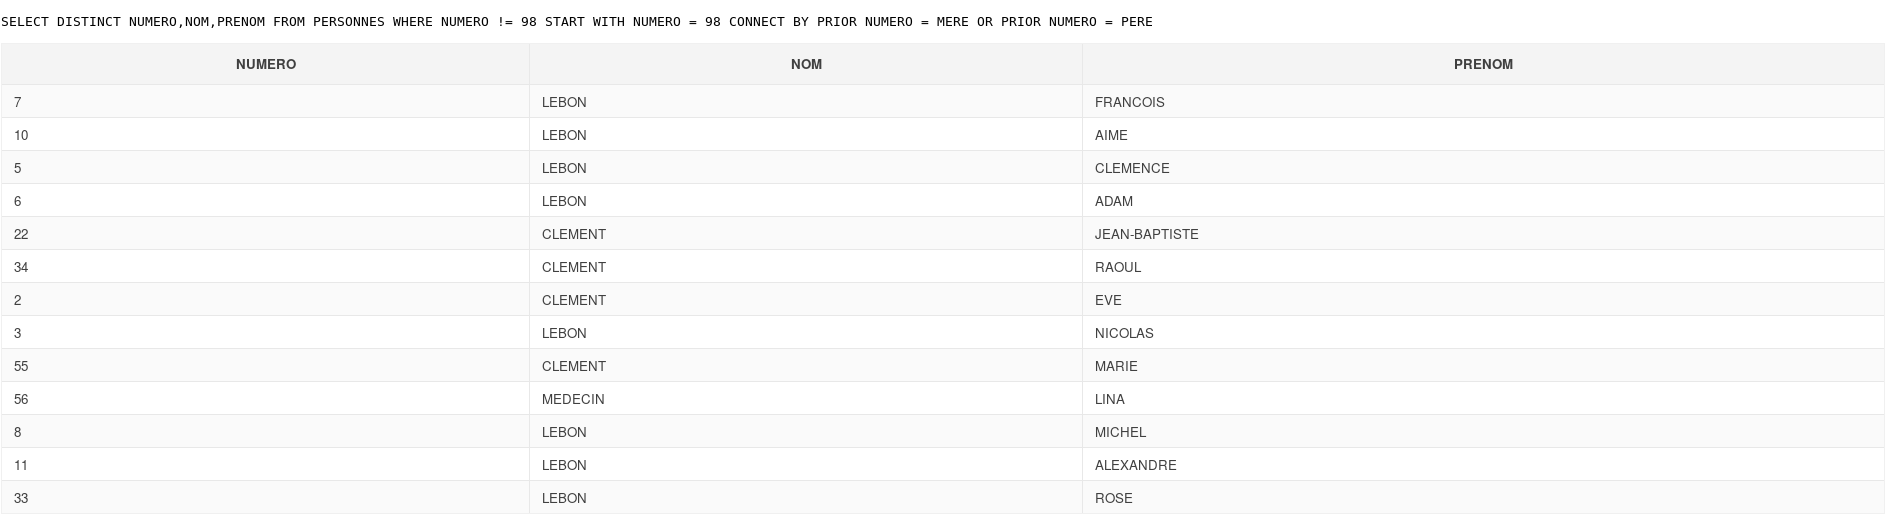 SELECT DISTINCT NUMERO,NOM,PRENOM FROM PERSONNES WHERE NUMERO != 98 START WITH NUMERO = 98 CONNECT BY PRIOR NUMERO = MERE OR PRIOR NUMERO = PERE
NUMERO NOM PRENOM
7 LEBON FRANCOIS
10 LEBON AIME
5 LEBON CLEMENCE
6 LEBON ADAM
22 CLEMENT JEAN-BAPTISTE
34 CLEMENT RAOUL
2 CLEMENT EVE
3 LEBON NICOLAS
55 CLEMENT MARIE
56 MEDECIN LINA
8 LEBON MICHEL
11 LEBON ALEXANDRE
33 LEBON ROSE